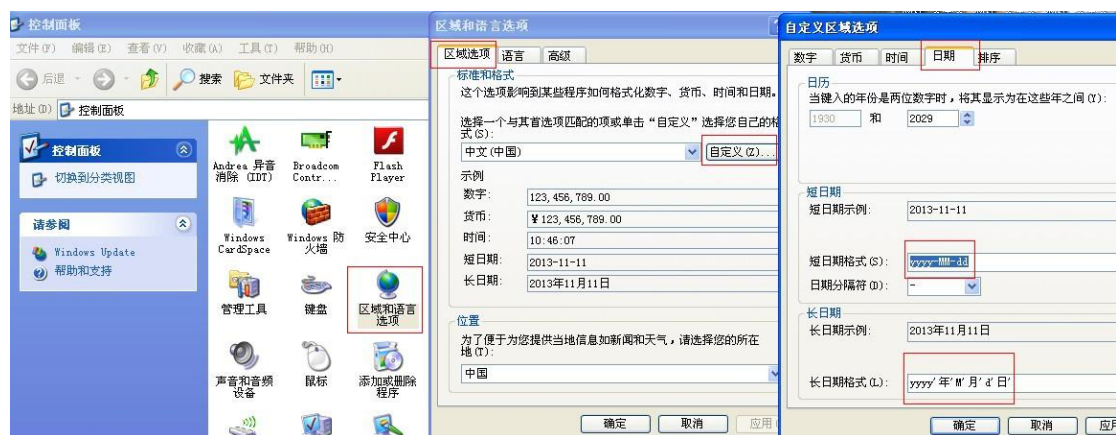 控制面板
文件(F) 编辑(E) 查看(V) 收藏(A) 工具(T) 帮助(H)
后退 搜索 文件夹
地址(D) 控制面板
控制面板
切换到分类视图
请参阅
Windows Update
帮助和支持
Andrea 异音消除 (IDT)
Broadcom Contr...
Flash Player
Windows CardSpace
Windows 防火墙
安全中心
管理工具
键盘
区域和语言选项
声音和音频设备
鼠标
添加或删除程序
区域和语言选项
区域选项 语言 高级
标准和格式
这个选项影响到某些程序如何格式化数字、货币、时间和日期。
选择一个与其首选项匹配的项或单击“自定义”选择您自己的格
式(S):
中文(中国) 自定义(Z)...
示例
数字: 123,456,789.00
货币: ¥123,456,789.00
时间: 10:46:07
短日期: 2013-11-11
长日期: 2013年11月11日
位置
为了便于为您提供当地信息如新闻和天气，请选择您的所在
地(T):
中国
确定 取消 应用
自定义区域选项
数字 货币 时间 日期 排序
日历
当键入的年份是两位数字时，将其显示为在这些年之间(Y):
1930 和 2029
短日期
短日期示例: 2013-11-11
短日期格式(S): yyyy-MM-dd
日期分隔符(D): -
长日期
长日期示例: 2013年11月11日
长日期格式(L): yyyy'年'M'月'd'日'
确定 取消